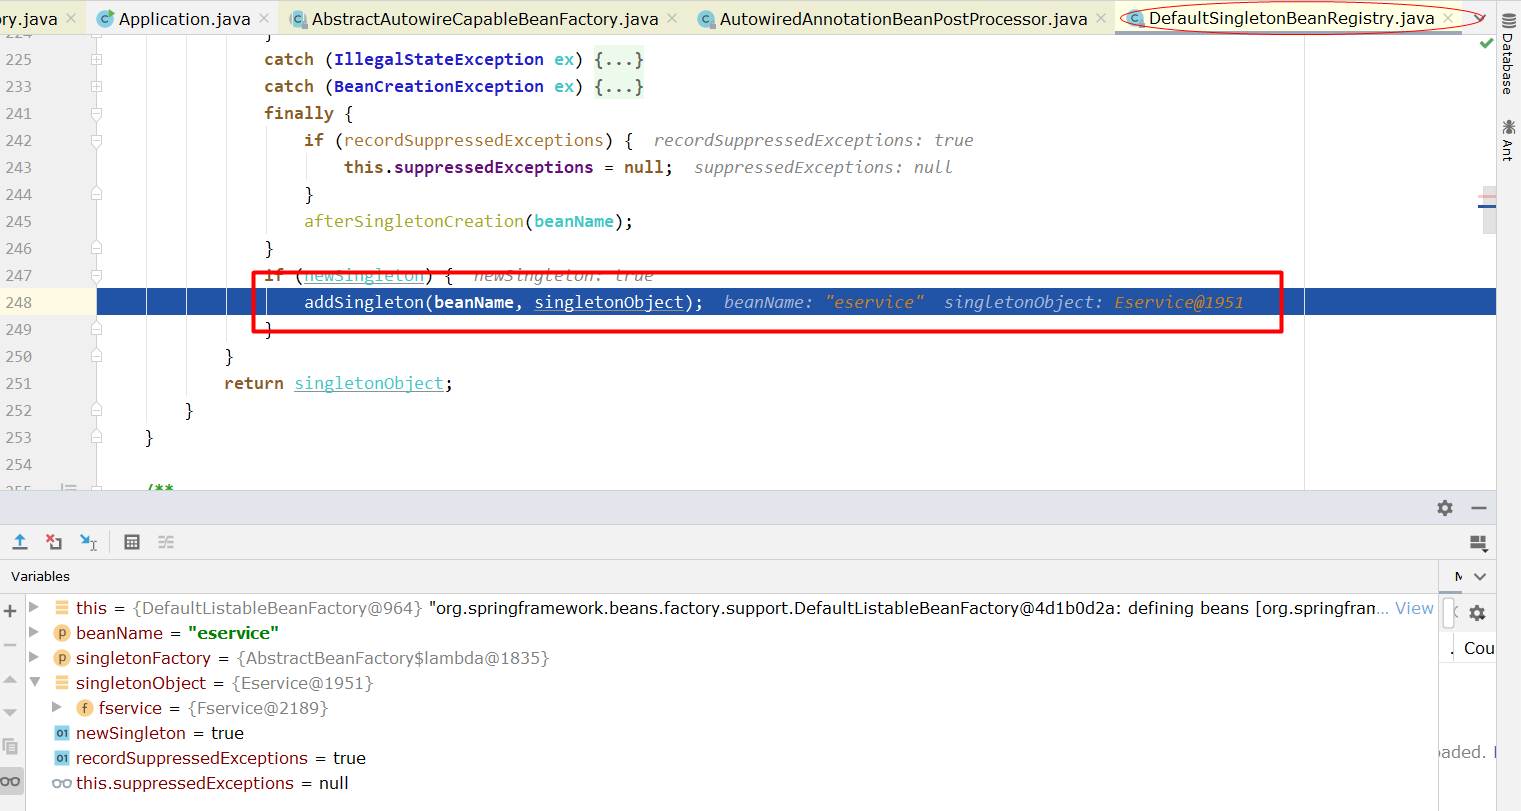 ory.java Application.java AbstractAutowireCapableBeanFactory.java AutowiredAnnotationBeanPostProcessor.java DefaultSingletonBeanRegistry.java
224 }
225 catch (IllegalStateException ex) {...}
233 catch (BeanCreationException ex) {...}
241 finally {
242 if (recordSuppressedExceptions) { recordSuppressedExceptions: true
243 this.suppressedExceptions = null; suppressedExceptions: null
244 }
245 afterSingletonCreation(beanName);
246 }
247 if (newSingleton) { newSingleton: true
248 addSingleton(beanName, singletonObject); beanName: "eservice" singletonObject: Eservice@1951
249 }
250 }
251 return singletonObject;
252 }
253 }
254
255 /**
Database
Ant
Variables
this = {DefaultListableBeanFactory@964} "org.springframework.beans.factory.support.DefaultListableBeanFactory@4d1b0d2a: defining beans [org.springfram... View
beanName = "eservice"
singletonFactory = {AbstractBeanFactory$lambda@1835}
singletonObject = {Eservice@1951}
fservice = {Fservice@2189}
newSingleton = true
recordSuppressedExceptions = true
this.suppressedExceptions = null
Cou